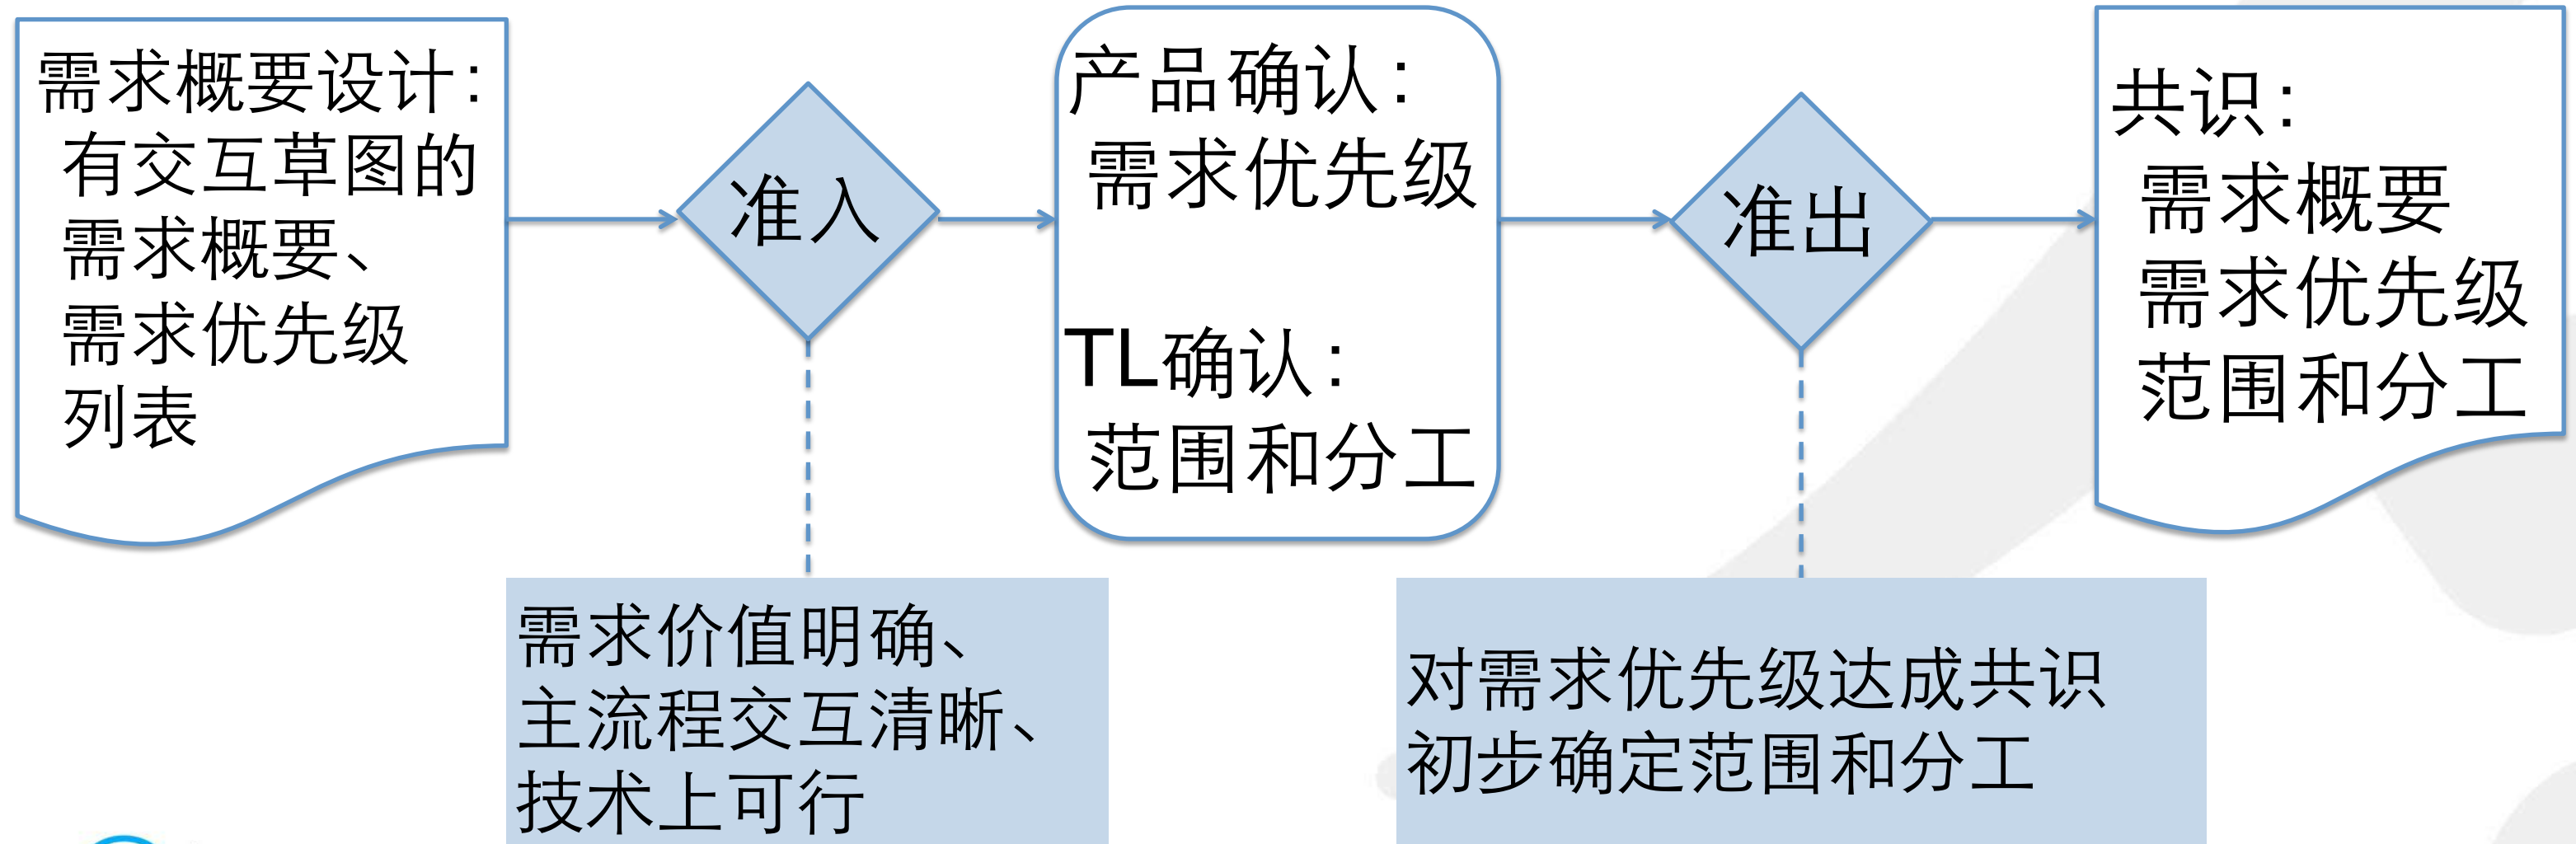 需求概要设计：
有交互草图的
需求概要、
需求优先级
列表
准入
产品确认：
需求优先级
TL确认：
范围和分工
准出
共识：
需求概要
需求优先级
范围和分工
需求价值明确、
主流程交互清晰、
技术上可行
对需求优先级达成共识
初步确定范围和分工